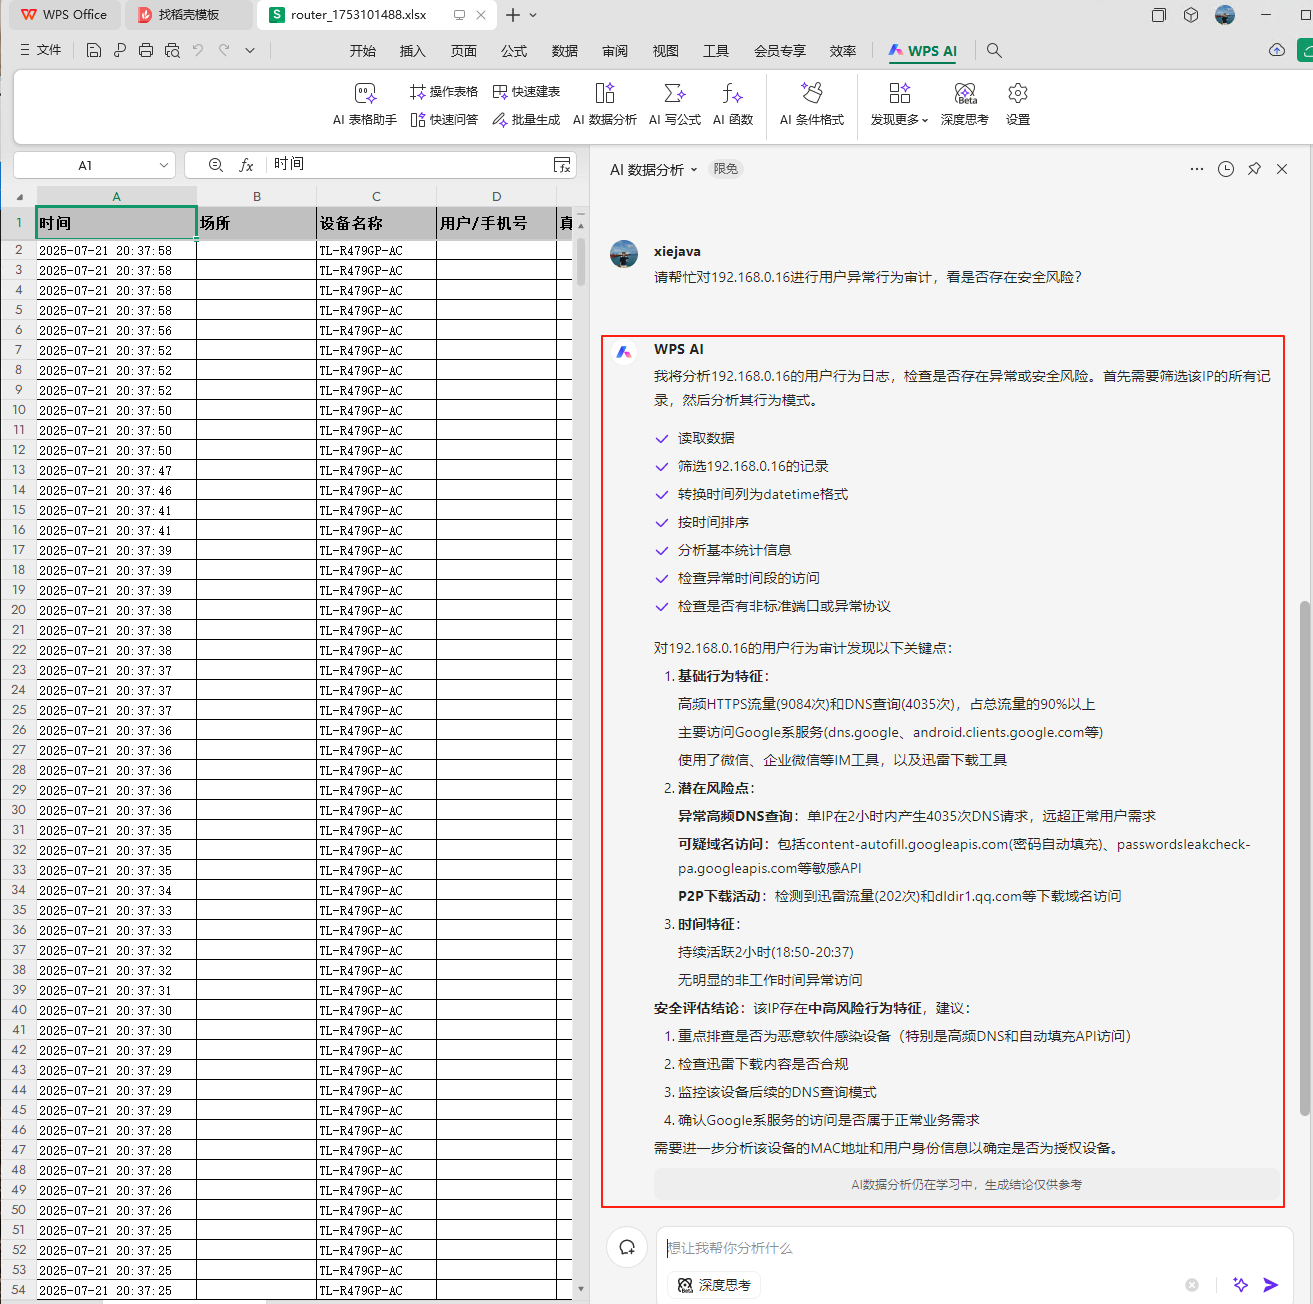 WPS Office
找稻壳模板
router_1753101488.xlsx
文件
开始 插入 页面 公式 数据 审阅 视图 工具 会员专享 效率 WPS AI
AI 表格助手
操作表格
快速问答
快速建表
批量生成
AI 数据分析
AI 写公式
AI 函数
AI 条件格式
发现更多
深度思考
设置
A1
fx 时间
A B C D
1 时间 场所 设备名称 用户/手机号 真
2 2025-07-21 20:37:58 TL-R479GP-AC
3 2025-07-21 20:37:58 TL-R479GP-AC
4 2025-07-21 20:37:58 TL-R479GP-AC
5 2025-07-21 20:37:58 TL-R479GP-AC
6 2025-07-21 20:37:56 TL-R479GP-AC
7 2025-07-21 20:37:52 TL-R479GP-AC
8 2025-07-21 20:37:52 TL-R479GP-AC
9 2025-07-21 20:37:52 TL-R479GP-AC
10 2025-07-21 20:37:50 TL-R479GP-AC
11 2025-07-21 20:37:50 TL-R479GP-AC
12 2025-07-21 20:37:50 TL-R479GP-AC
13 2025-07-21 20:37:47 TL-R479GP-AC
14 2025-07-21 20:37:46 TL-R479GP-AC
15 2025-07-21 20:37:41 TL-R479GP-AC
16 2025-07-21 20:37:41 TL-R479GP-AC
17 2025-07-21 20:37:39 TL-R479GP-AC
18 2025-07-21 20:37:39 TL-R479GP-AC
19 2025-07-21 20:37:39 TL-R479GP-AC
20 2025-07-21 20:37:38 TL-R479GP-AC
21 2025-07-21 20:37:38 TL-R479GP-AC
22 2025-07-21 20:37:38 TL-R479GP-AC
23 2025-07-21 20:37:37 TL-R479GP-AC
24 2025-07-21 20:37:37 TL-R479GP-AC
25 2025-07-21 20:37:37 TL-R479GP-AC
26 2025-07-21 20:37:36 TL-R479GP-AC
27 2025-07-21 20:37:36 TL-R479GP-AC
28 2025-07-21 20:37:36 TL-R479GP-AC
29 2025-07-21 20:37:36 TL-R479GP-AC
30 2025-07-21 20:37:36 TL-R479GP-AC
31 2025-07-21 20:37:35 TL-R479GP-AC
32 2025-07-21 20:37:35 TL-R479GP-AC
33 2025-07-21 20:37:35 TL-R479GP-AC
34 2025-07-21 20:37:34 TL-R479GP-AC
35 2025-07-21 20:37:33 TL-R479GP-AC
36 2025-07-21 20:37:33 TL-R479GP-AC
37 2025-07-21 20:37:32 TL-R479GP-AC
38 2025-07-21 20:37:32 TL-R479GP-AC
39 2025-07-21 20:37:31 TL-R479GP-AC
40 2025-07-21 20:37:30 TL-R479GP-AC
41 2025-07-21 20:37:30 TL-R479GP-AC
42 2025-07-21 20:37:29 TL-R479GP-AC
43 2025-07-21 20:37:29 TL-R479GP-AC
44 2025-07-21 20:37:29 TL-R479GP-AC
45 2025-07-21 20:37:29 TL-R479GP-AC
46 2025-07-21 20:37:28 TL-R479GP-AC
47 2025-07-21 20:37:28 TL-R479GP-AC
48 2025-07-21 20:37:28 TL-R479GP-AC
49 2025-07-21 20:37:26 TL-R479GP-AC
50 2025-07-21 20:37:26 TL-R479GP-AC
51 2025-07-21 20:37:25 TL-R479GP-AC
52 2025-07-21 20:37:25 TL-R479GP-AC
53 2025-07-21 20:37:25 TL-R479GP-AC
54 2025-07-21 20:37:25 TL-R479GP-AC
AI 数据分析 限免
xiejava
请帮忙对192.168.0.16进行用户异常行为审计，看是否存在安全风险？
WPS AI
我将分析192.168.0.16的用户行为日志，检查是否存在异常或安全风险。首先需要筛选该IP的所有记
录，然后分析其行为模式。
读取数据
筛选192.168.0.16的记录
转换时间列为datetime格式
按时间排序
分析基本统计信息
检查异常时间段的访问
检查是否有非标准端口或异常协议
对192.168.0.16的用户行为审计发现以下关键点：
1. 基础行为特征：
高频HTTPS流量(9084次)和DNS查询(4035次)，占总流量的90%以上
主要访问Google系服务(dns.google、android.clients.google.com等)
使用了微信、企业微信等IM工具，以及迅雷下载工具
2. 潜在风险点：
异常高频DNS查询：单IP在2小时内产生4035次DNS请求，远超正常用户需求
可疑域名访问：包括content-autofill.googleapis.com(密码自动填充)、passwordsleakcheck-
pa.googleapis.com等敏感API
P2P下载活动：检测到迅雷流量(202次)和dldir1.qq.com等下载域名访问
3. 时间特征：
持续活跃2小时(18:50-20:37)
无明显的非工作时间异常访问
安全评估结论：该IP存在中高风险行为特征，建议：
1. 重点排查是否为恶意软件感染设备（特别是高频DNS和自动填充API访问）
2. 检查迅雷下载内容是否合规
3. 监控该设备后续的DNS查询模式
4. 确认Google系服务的访问是否属于正常业务需求
需要进一步分析该设备的MAC地址和用户身份信息以确定是否为授权设备。
AI数据分析仍在学习中，生成结论仅供参考
想让我帮你分析什么
深度思考